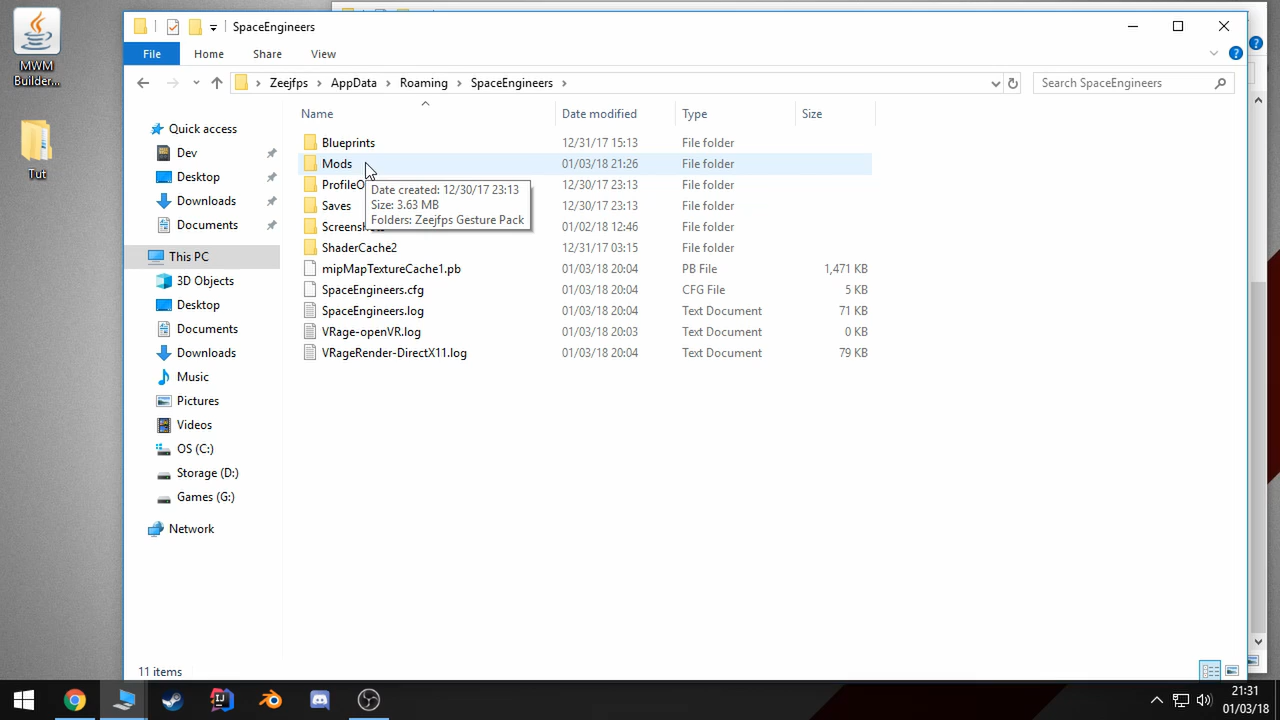 MWM
Builder...
Tut
SpaceEngineers
File Home Share View
Zeejfps AppData Roaming SpaceEngineers
Search SpaceEngineers
Quick access
Dev
Desktop
Downloads
Documents
This PC
3D Objects
Desktop
Documents
Downloads
Music
Pictures
Videos
OS (C:)
Storage (D:)
Games (G:)
Network
Name Date modified Type Size
Blueprints 12/31/17 15:13 File folder
Mods 01/03/18 21:26 File folder
ProfileO 12/30/17 23:13 File folder
Saves 12/30/17 23:13 File folder
01/02/18 12:46 File folder
ShaderCache2 12/31/17 03:15 File folder
mipMapTextureCache1.pb 01/03/18 20:04 PB File 1,471 KB
SpaceEngineers.cfg 01/03/18 20:04 CFG File 5 KB
SpaceEngineers.log 01/03/18 20:04 Text Document 71 KB
VRage-openVR.log 01/03/18 20:03 Text Document 0 KB
VRageRender-DirectX11.log 01/03/18 20:04 Text Document 79 KB
Date created: 12/30/17 23:13
Size: 3.63 MB
Folders: Zeejfps Gesture Pack
11 items
21:31
01/03/18